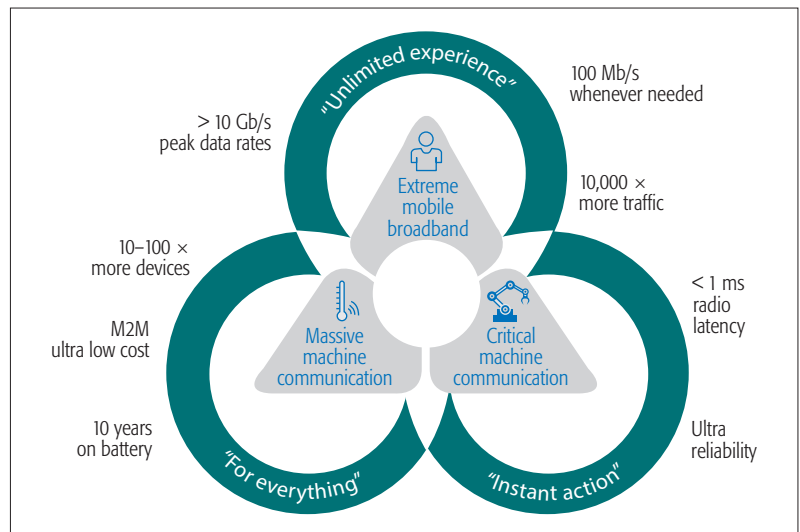 "Unlimited experience"
100 Mb/s
whenever needed
> 10 Gb/s
peak data rates
Extreme
mobile
broadband
10,000 ×
more traffic
10–100 ×
more devices
M2M
ultra low cost
10 years
on battery
Massive
machine
communication
Critical
machine
communication
< 1 ms
radio
latency
Ultra
reliability
"For everything"
"Instant action"